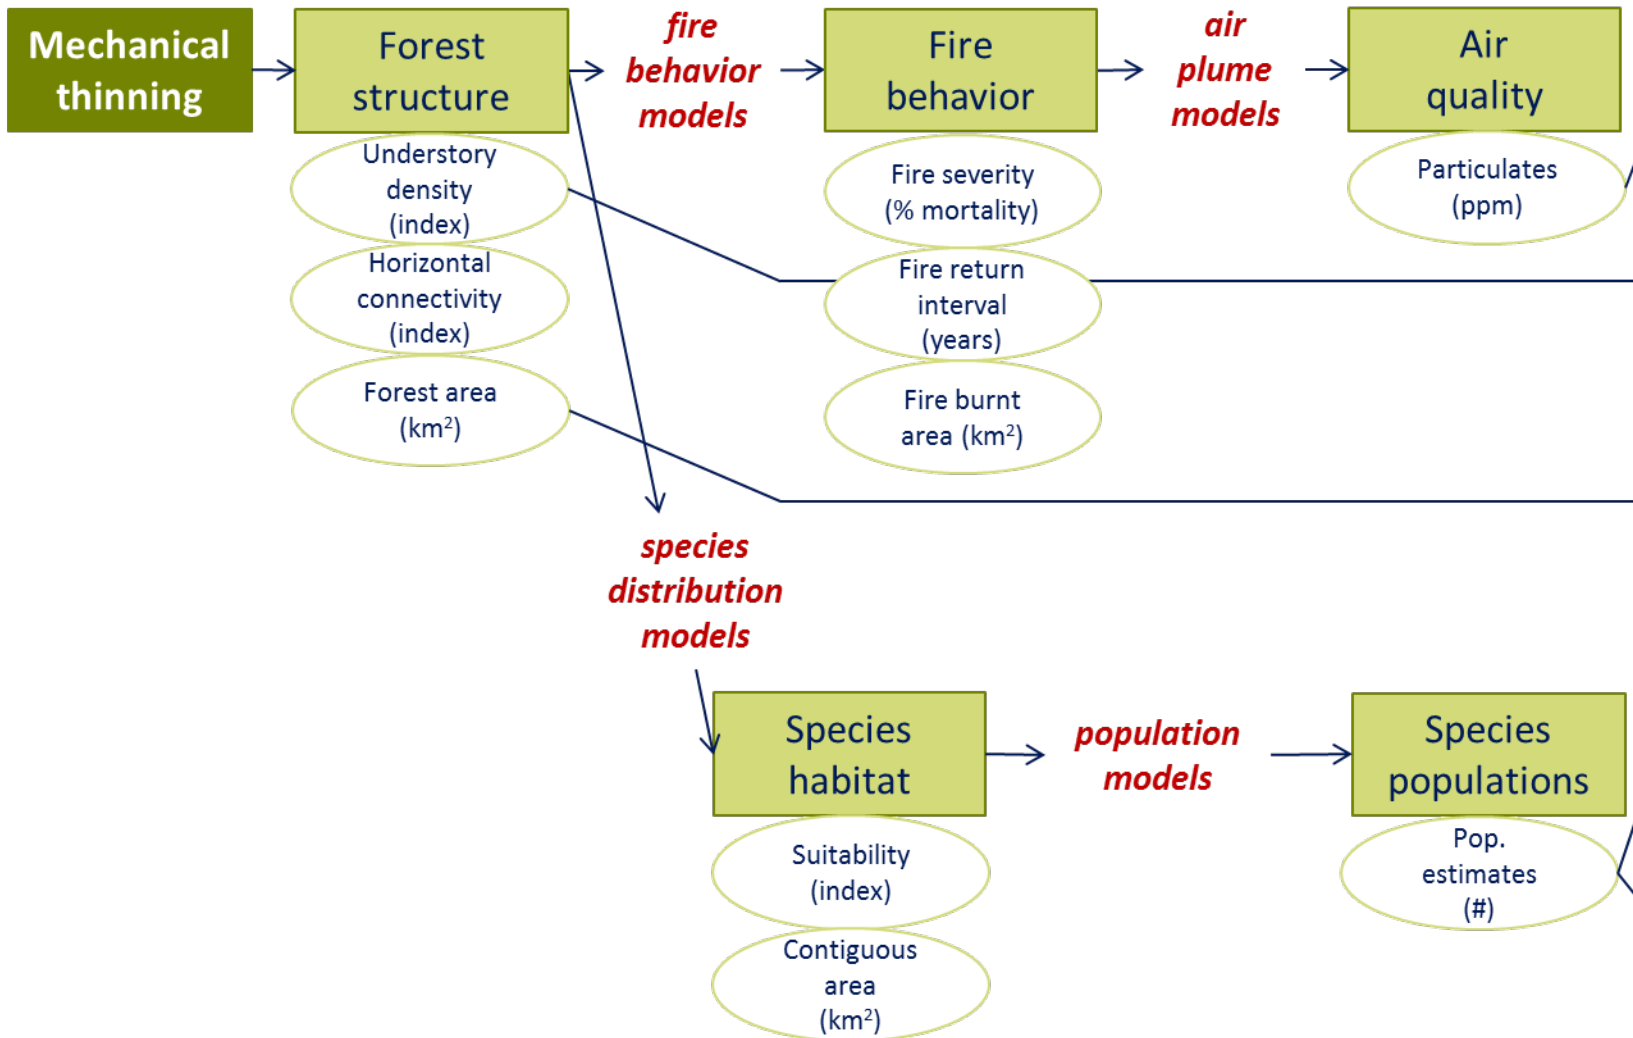 Mechanical
thinning
Forest
structure
fire
behavior
models
Fire
behavior
air
plume
models
Air
quality
Understory
density
(index)
Horizontal
connectivity
(index)
Forest area
(km²)
Fire severity
(% mortality)
Fire return
interval
(years)
Fire burnt
area (km²)
Particulates
(ppm)
species
distribution
models
Species
habitat
population
models
Species
populations
Suitability
(index)
Contiguous
area
(km²)
Pop.
estimates
(#)